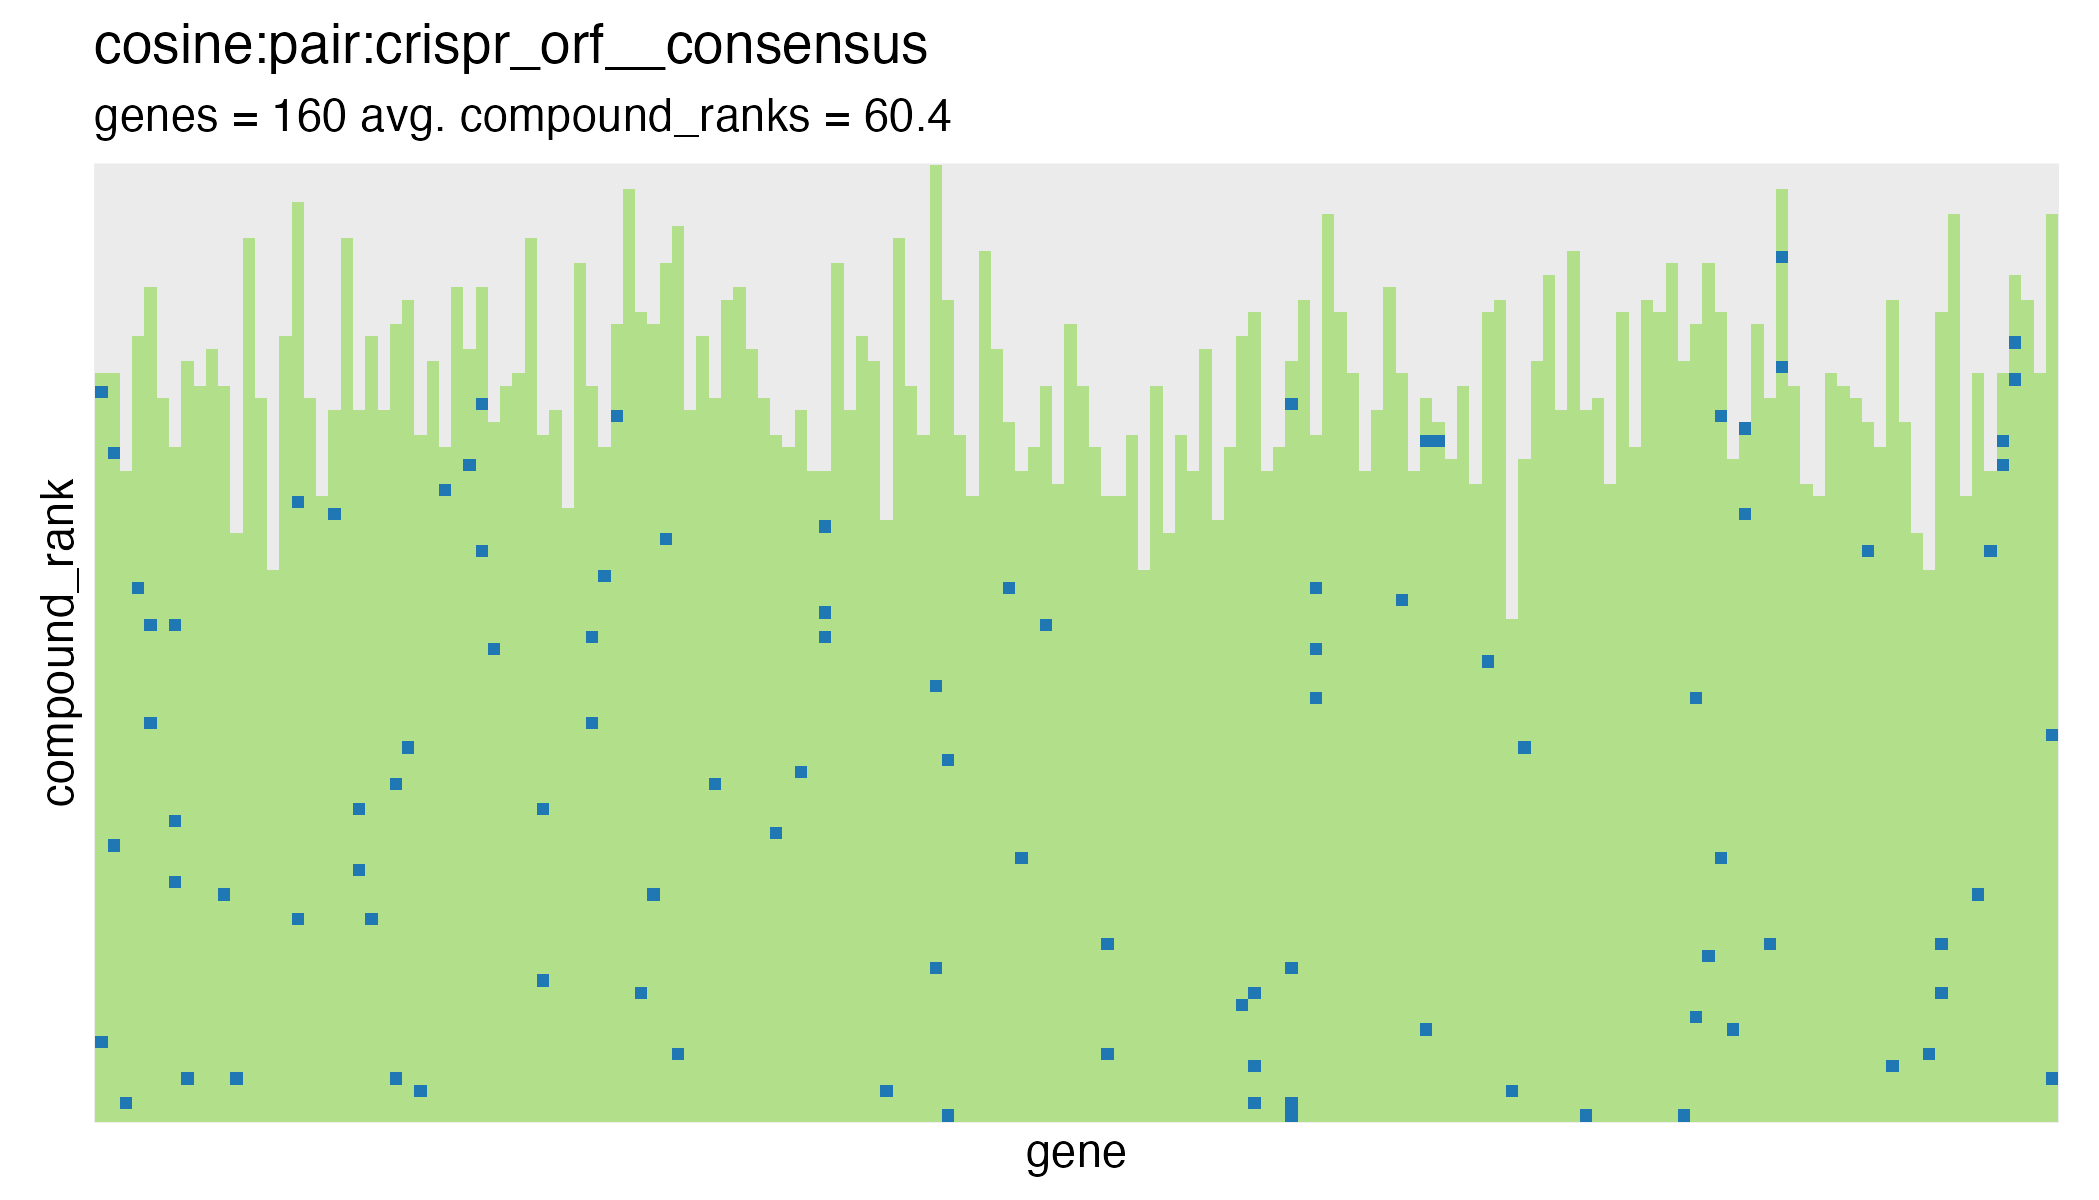 cosine:pair:crispr_orf__consensus
genes = 160 avg. compound_ranks = 60.4
compound_rank
gene